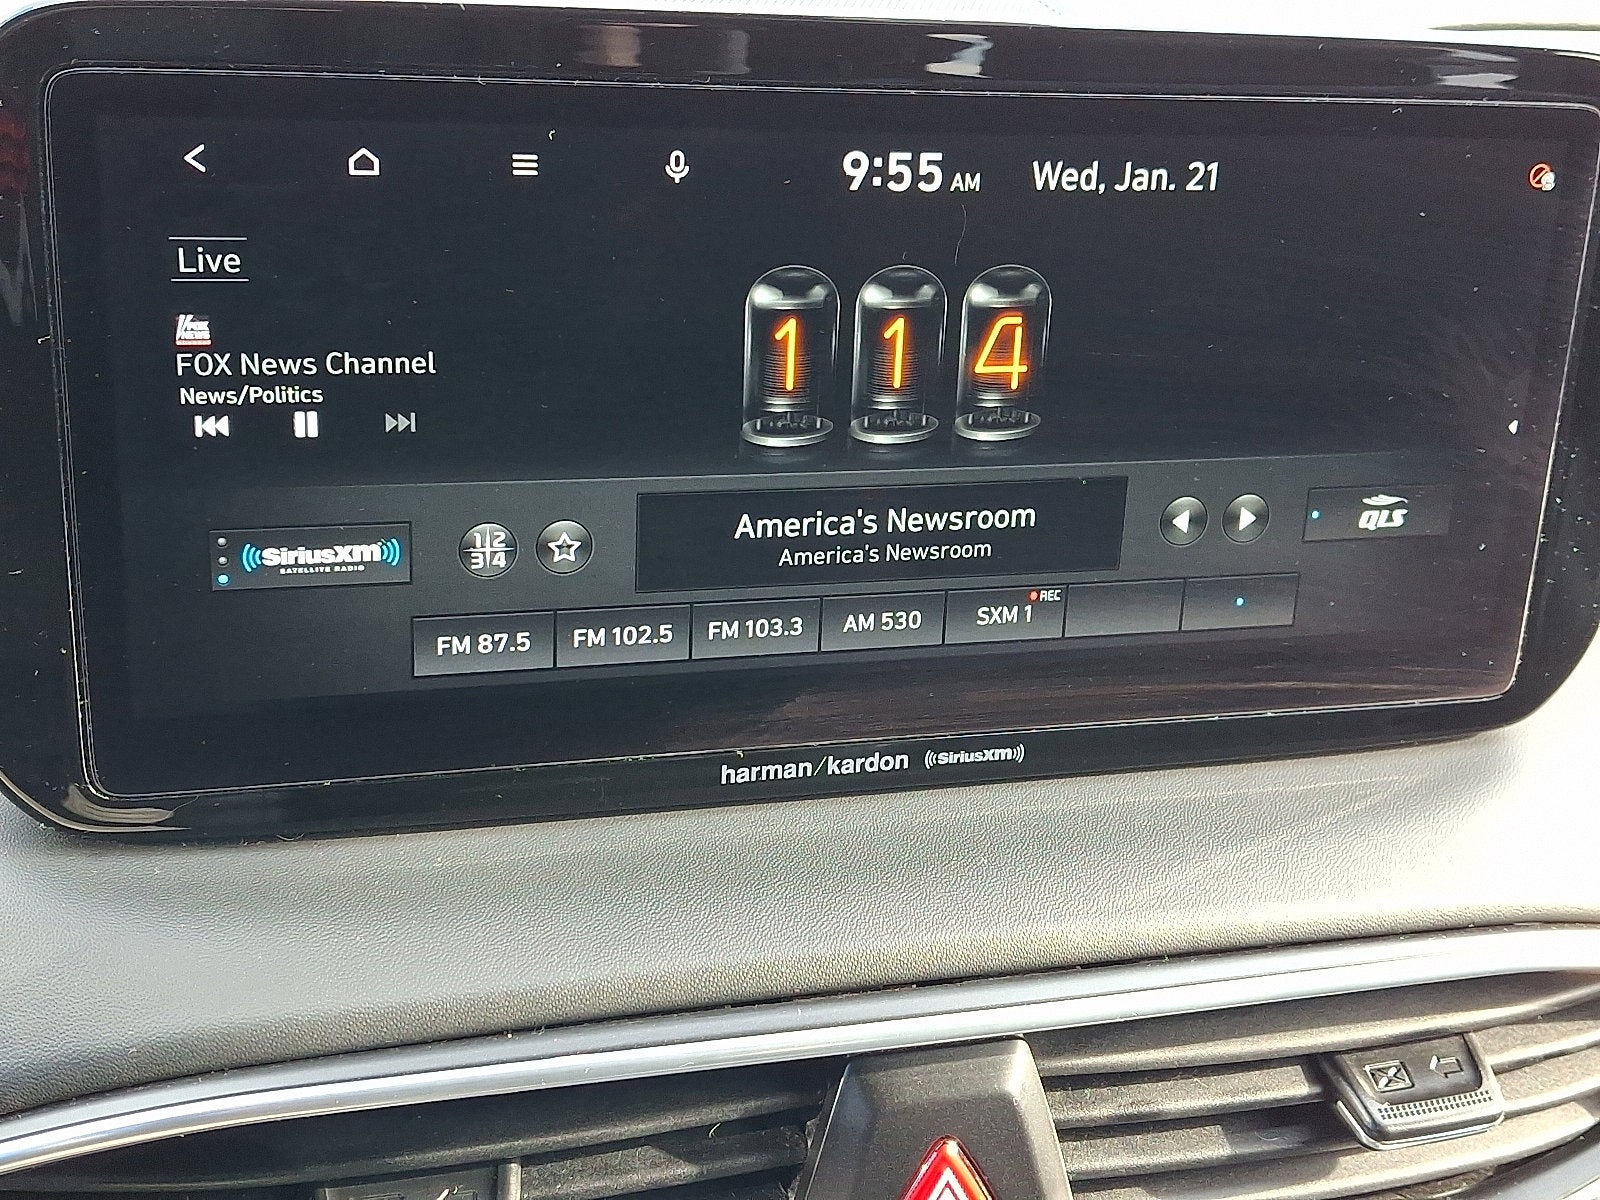 9:55 AM Wed, Jan. 21
Live
FOX NEWS
FOX News Channel
News/Politics
114
SiriusXM
SATELLITE RADIO
1 2
3 4
America's Newsroom
America's Newsroom
QLS
FM 87.5
FM 102.5
FM 103.3
AM 530
SXM 1
REC
harman/kardon
SiriusXM